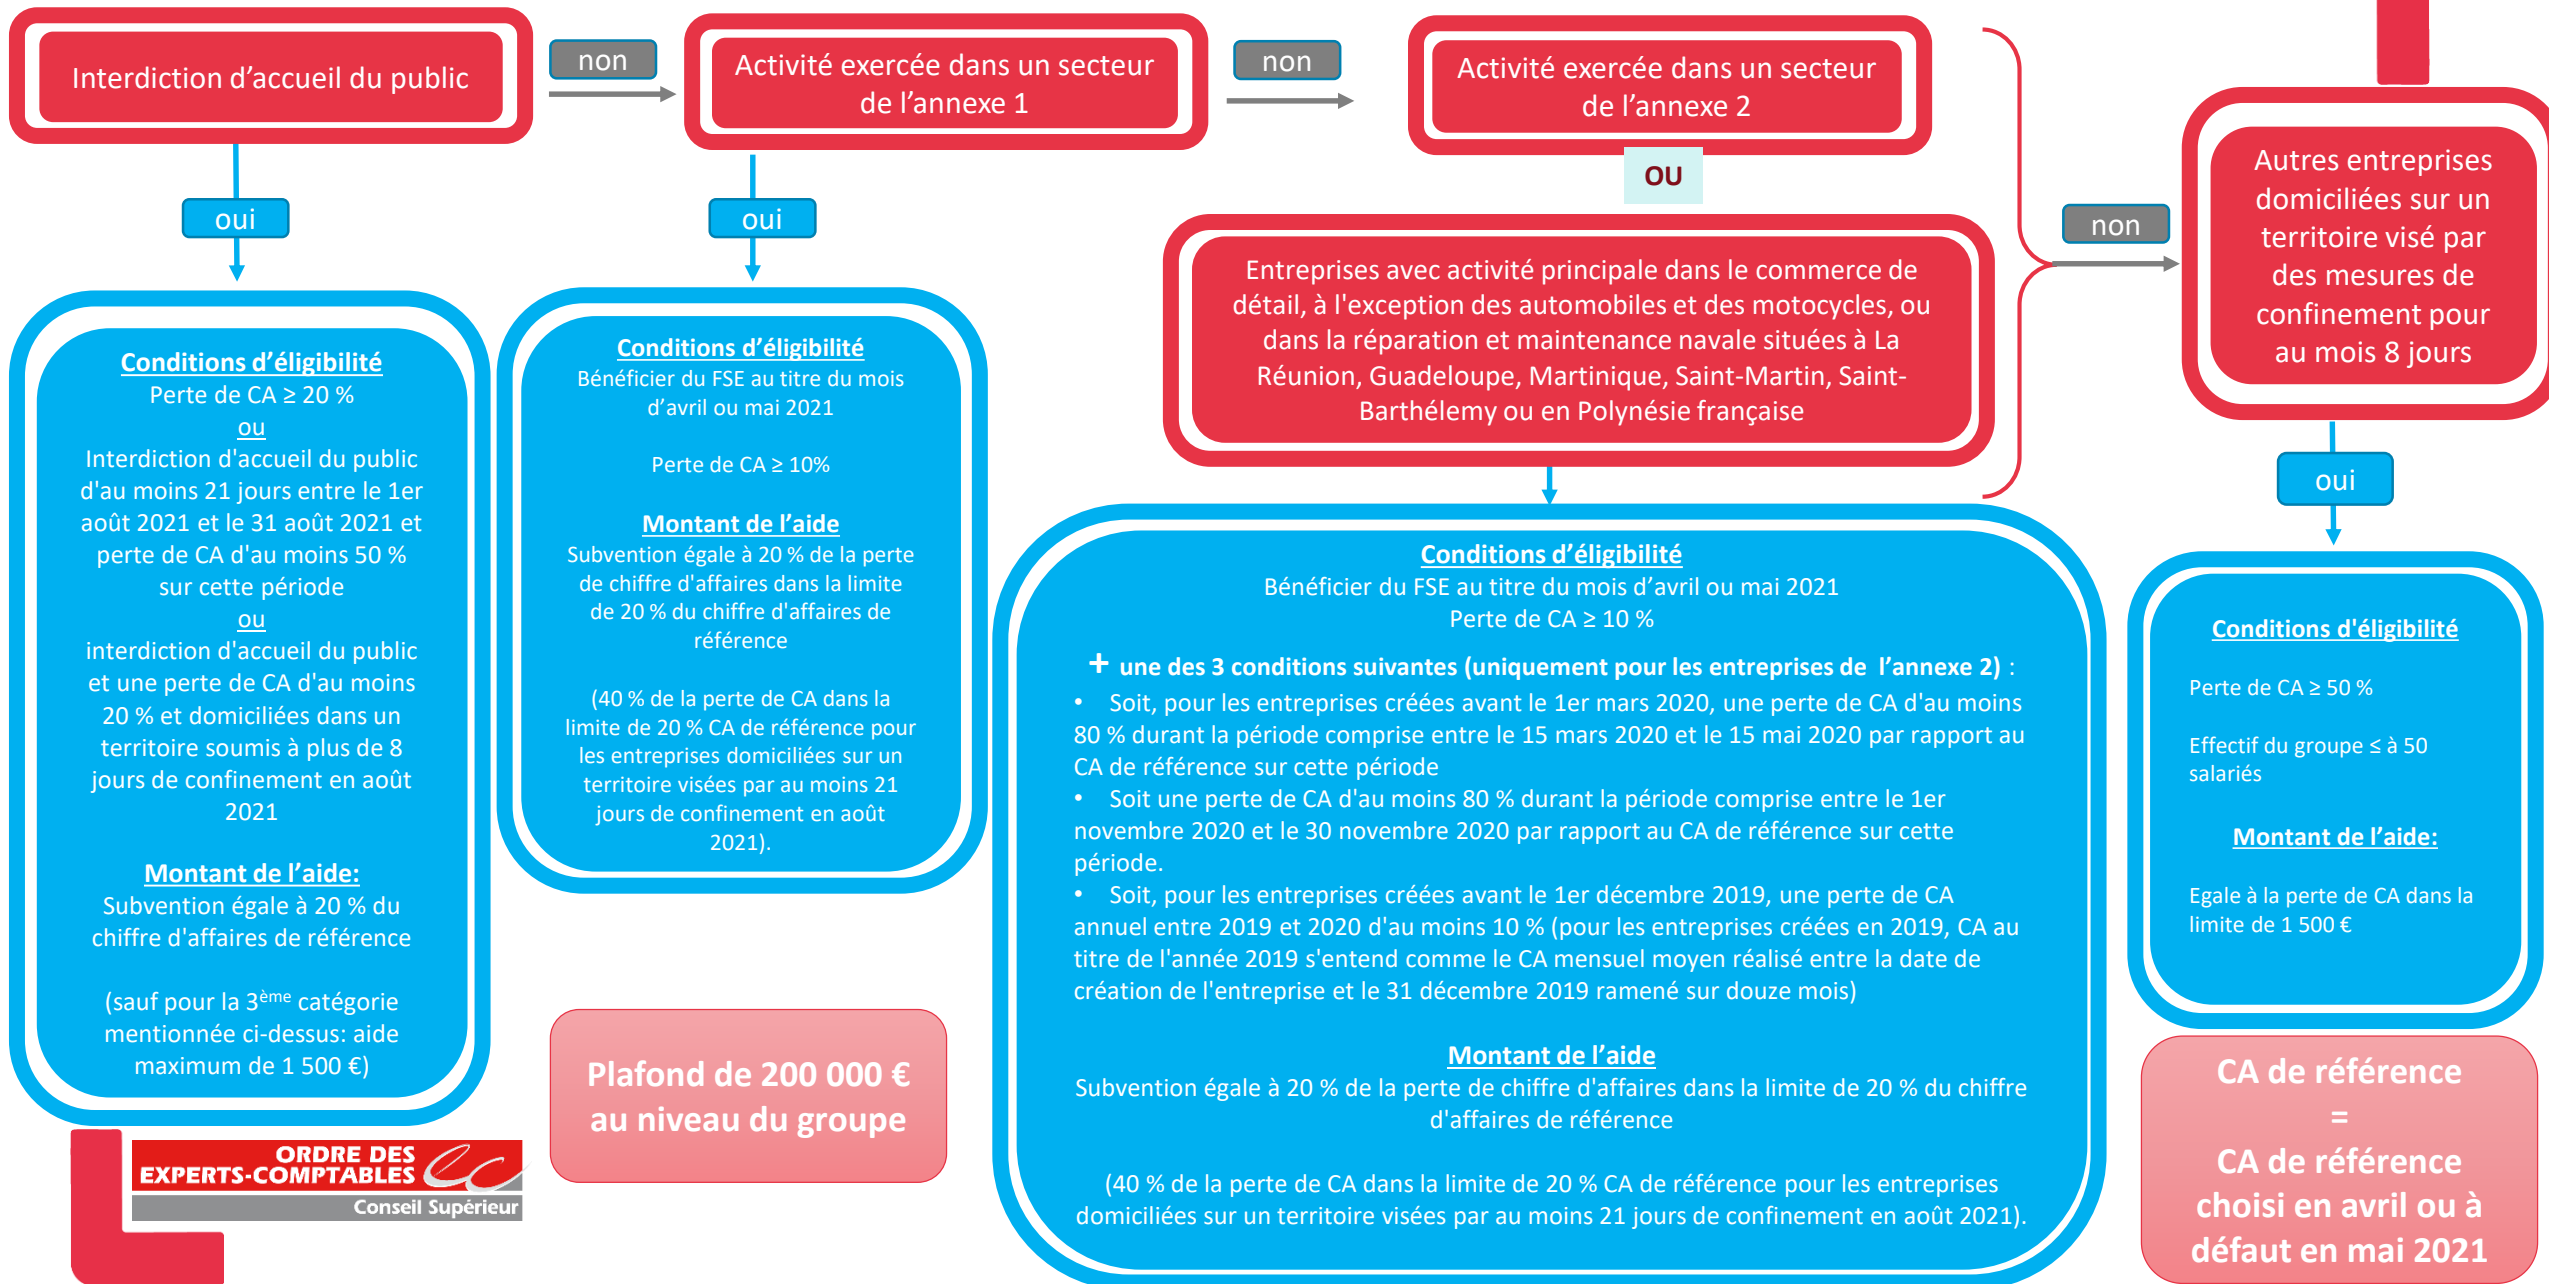 Interdiction d’accueil du public
non
Activité exercée dans un secteur
de l’annexe 1
non
Activité exercée dans un secteur
de l’annexe 2
OU
Entreprises avec activité principale dans le commerce de
détail, à l'exception des automobiles et des motocycles, ou
dans la réparation et maintenance navale situées à La
Réunion, Guadeloupe, Martinique, Saint-Martin, Saint-
Barthélemy ou en Polynésie française
non
Autres entreprises
domiciliées sur un
territoire visé par
des mesures de
confinement pour
au mois 8 jours
oui
Conditions d’éligibilité
Perte de CA ≥ 20 %
ou
Interdiction d'accueil du public
d'au moins 21 jours entre le 1er
août 2021 et le 31 août 2021 et
perte de CA d'au moins 50 %
sur cette période
ou
interdiction d'accueil du public
et une perte de CA d'au moins
20 % et domiciliées dans un
territoire soumis à plus de 8
jours de confinement en août
2021
Montant de l’aide:
Subvention égale à 20 % du
chiffre d'affaires de référence
(sauf pour la 3ème catégorie
mentionnée ci-dessus: aide
maximum de 1 500 €)
oui
Conditions d’éligibilité
Bénéficier du FSE au titre du mois
d’avril ou mai 2021
Perte de CA ≥ 10%
Montant de l’aide
Subvention égale à 20 % de la perte
de chiffre d'affaires dans la limite
de 20 % du chiffre d'affaires de
référence
(40 % de la perte de CA dans la
limite de 20 % CA de référence pour
les entreprises domiciliées sur un
territoire visées par au moins 21
jours de confinement en août
2021).
Conditions d’éligibilité
Bénéficier du FSE au titre du mois d’avril ou mai 2021
Perte de CA ≥ 10 %
+ une des 3 conditions suivantes (uniquement pour les entreprises de l’annexe 2) :
• Soit, pour les entreprises créées avant le 1er mars 2020, une perte de CA d'au moins
80 % durant la période comprise entre le 15 mars 2020 et le 15 mai 2020 par rapport au
CA de référence sur cette période
• Soit une perte de CA d'au moins 80 % durant la période comprise entre le 1er
novembre 2020 et le 30 novembre 2020 par rapport au CA de référence sur cette
période.
• Soit, pour les entreprises créées avant le 1er décembre 2019, une perte de CA
annuel entre 2019 et 2020 d'au moins 10 % (pour les entreprises créées en 2019, CA au
titre de l'année 2019 s'entend comme le CA mensuel moyen réalisé entre la date de
création de l'entreprise et le 31 décembre 2019 ramené sur douze mois)
Montant de l’aide
Subvention égale à 20 % de la perte de chiffre d'affaires dans la limite de 20 % du chiffre
d'affaires de référence
(40 % de la perte de CA dans la limite de 20 % CA de référence pour les entreprises
domiciliées sur un territoire visées par au moins 21 jours de confinement en août 2021).
oui
Conditions d'éligibilité
Perte de CA ≥ 50 %
Effectif du groupe ≤ à 50
salariés
Montant de l’aide:
Egale à la perte de CA dans la
limite de 1 500 €
Plafond de 200 000 €
au niveau du groupe
CA de référence
=
CA de référence
choisi en avril ou à
défaut en mai 2021
ORDRE DES
EXPERTS-COMPTABLES
Conseil Supérieur